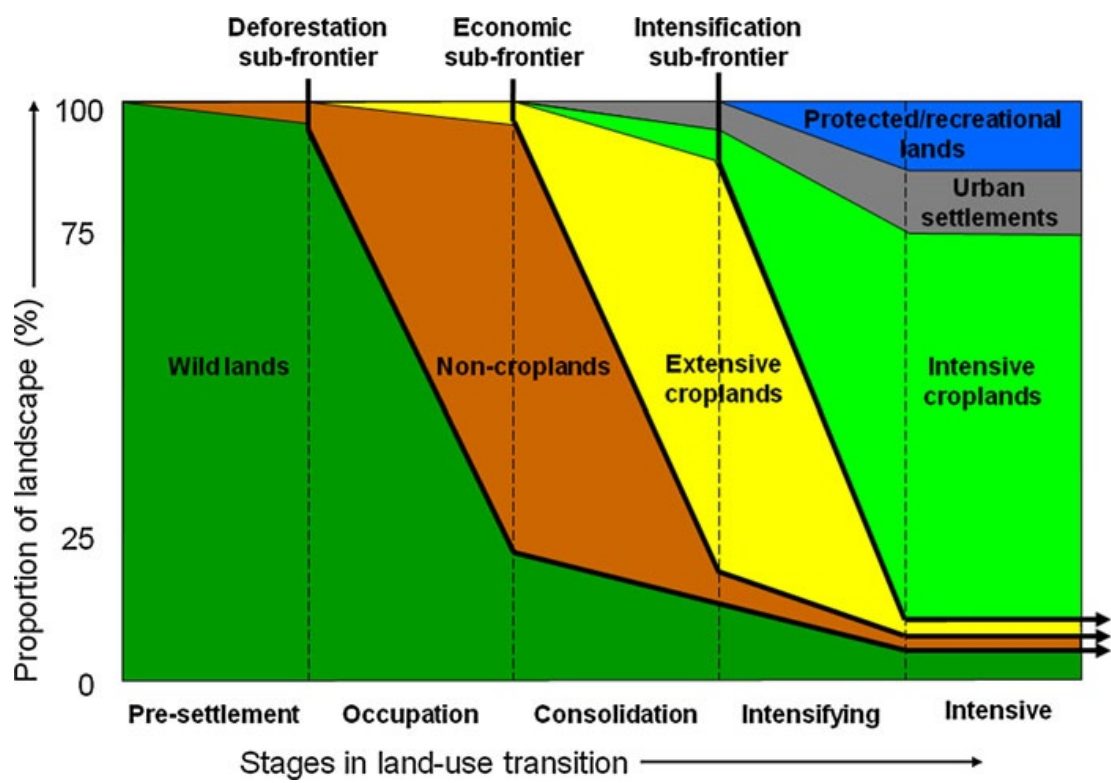 Deforestation
sub-frontier
Economic
sub-frontier
Intensification
sub-frontier
Proportion of landscape (%)
100
75
25
0
Protected/recreational
lands
Urban
settlements
Wild lands
Non-croplands
Extensive
croplands
Intensive
croplands
Pre-settlement
Occupation
Consolidation
Intensifying
Intensive
Stages in land-use transition